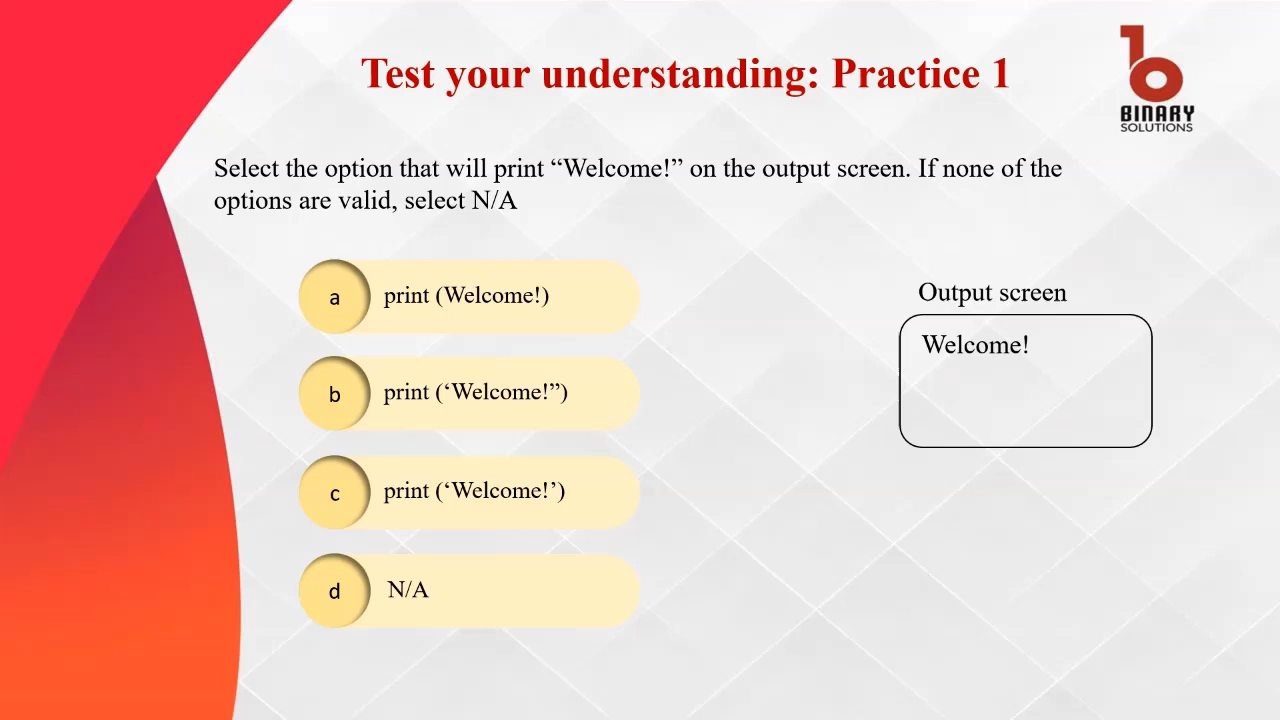 Test your understanding: Practice 1
BINARY
SOLUTIONS
Select the option that will print “Welcome!” on the output screen. If none of the
options are valid, select N/A
a print (Welcome!)
b print (‘Welcome!”)
c print (‘Welcome!’)
d N/A
Output screen
Welcome!